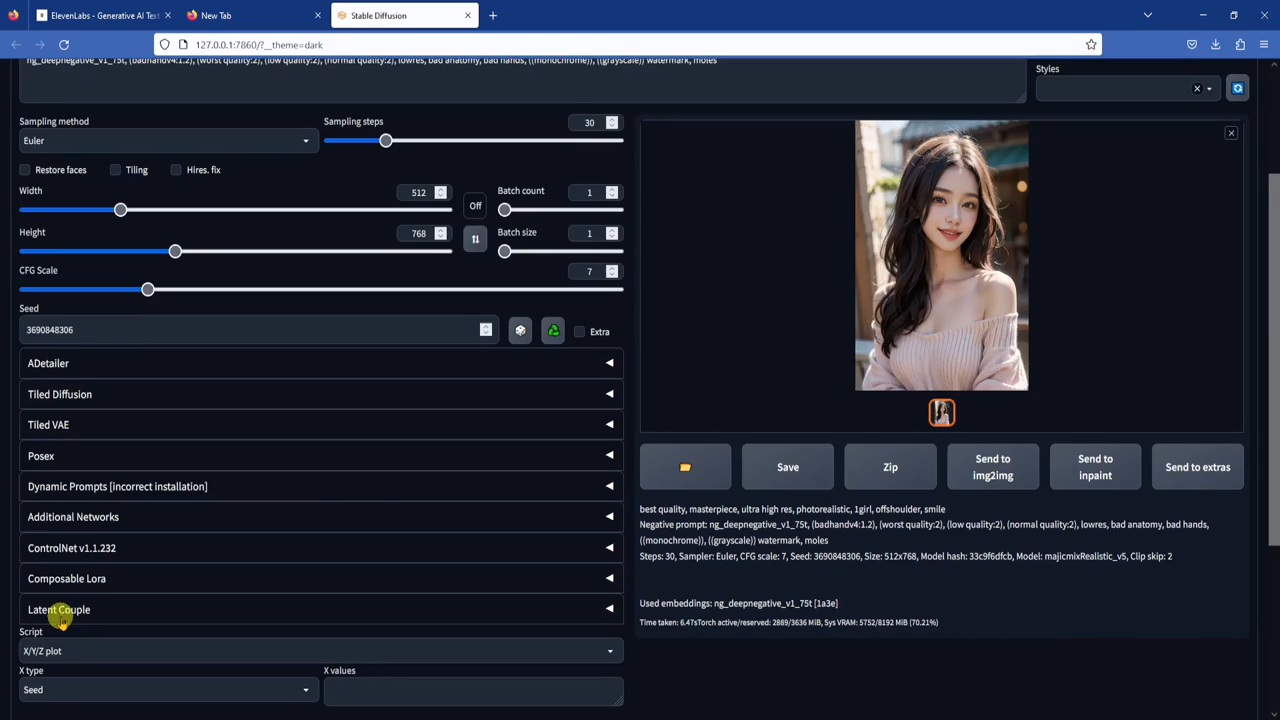 ElevenLabs - Generative AI Text
New Tab
Stable Diffusion
127.0.0.1:7860/?__theme=dark
ng_deepnegative_v1_75t, (badhandv4:1.2), (worst quality:2), (low quality:2), (normal quality:2), lowres, bad anatomy, bad hands, ((monochrome)), ((grayscale)) watermark, moles
Styles
Sampling method
Sampling steps
30
Euler
Restore faces
Tiling
Hires. fix
Width
512
Off
Batch count
1
Height
768
Batch size
1
CFG Scale
7
Seed
3690848306
Extra
ADetailer
Tiled Diffusion
Tiled VAE
Posex
Dynamic Prompts [incorrect installation]
Additional Networks
ControlNet v1.1.232
Composable Lora
Latent Couple
Script
X/Y/Z plot
X type
X values
Seed
Save
Zip
Send to
img2img
Send to
inpaint
Send to extras
best quality, masterpiece, ultra high res, photorealistic, 1girl, offshoulder, smile
Negative prompt: ng_deepnegative_v1_75t, (badhandv4:1.2), (worst quality:2), (low quality:2), (normal quality:2), lowres, bad anatomy, bad hands,
((monochrome)), ((grayscale)) watermark, moles
Steps: 30, Sampler: Euler, CFG scale: 7, Seed: 3690848306, Size: 512x768, Model hash: 33c9f6dfcb, Model: majicmixRealistic_v5, Clip skip: 2
Used embeddings: ng_deepnegative_v1_75t [1a3e]
Time taken: 6.47sTorch active/reserved: 2889/3636 MiB, Sys VRAM: 5752/8192 MiB (70.21%)